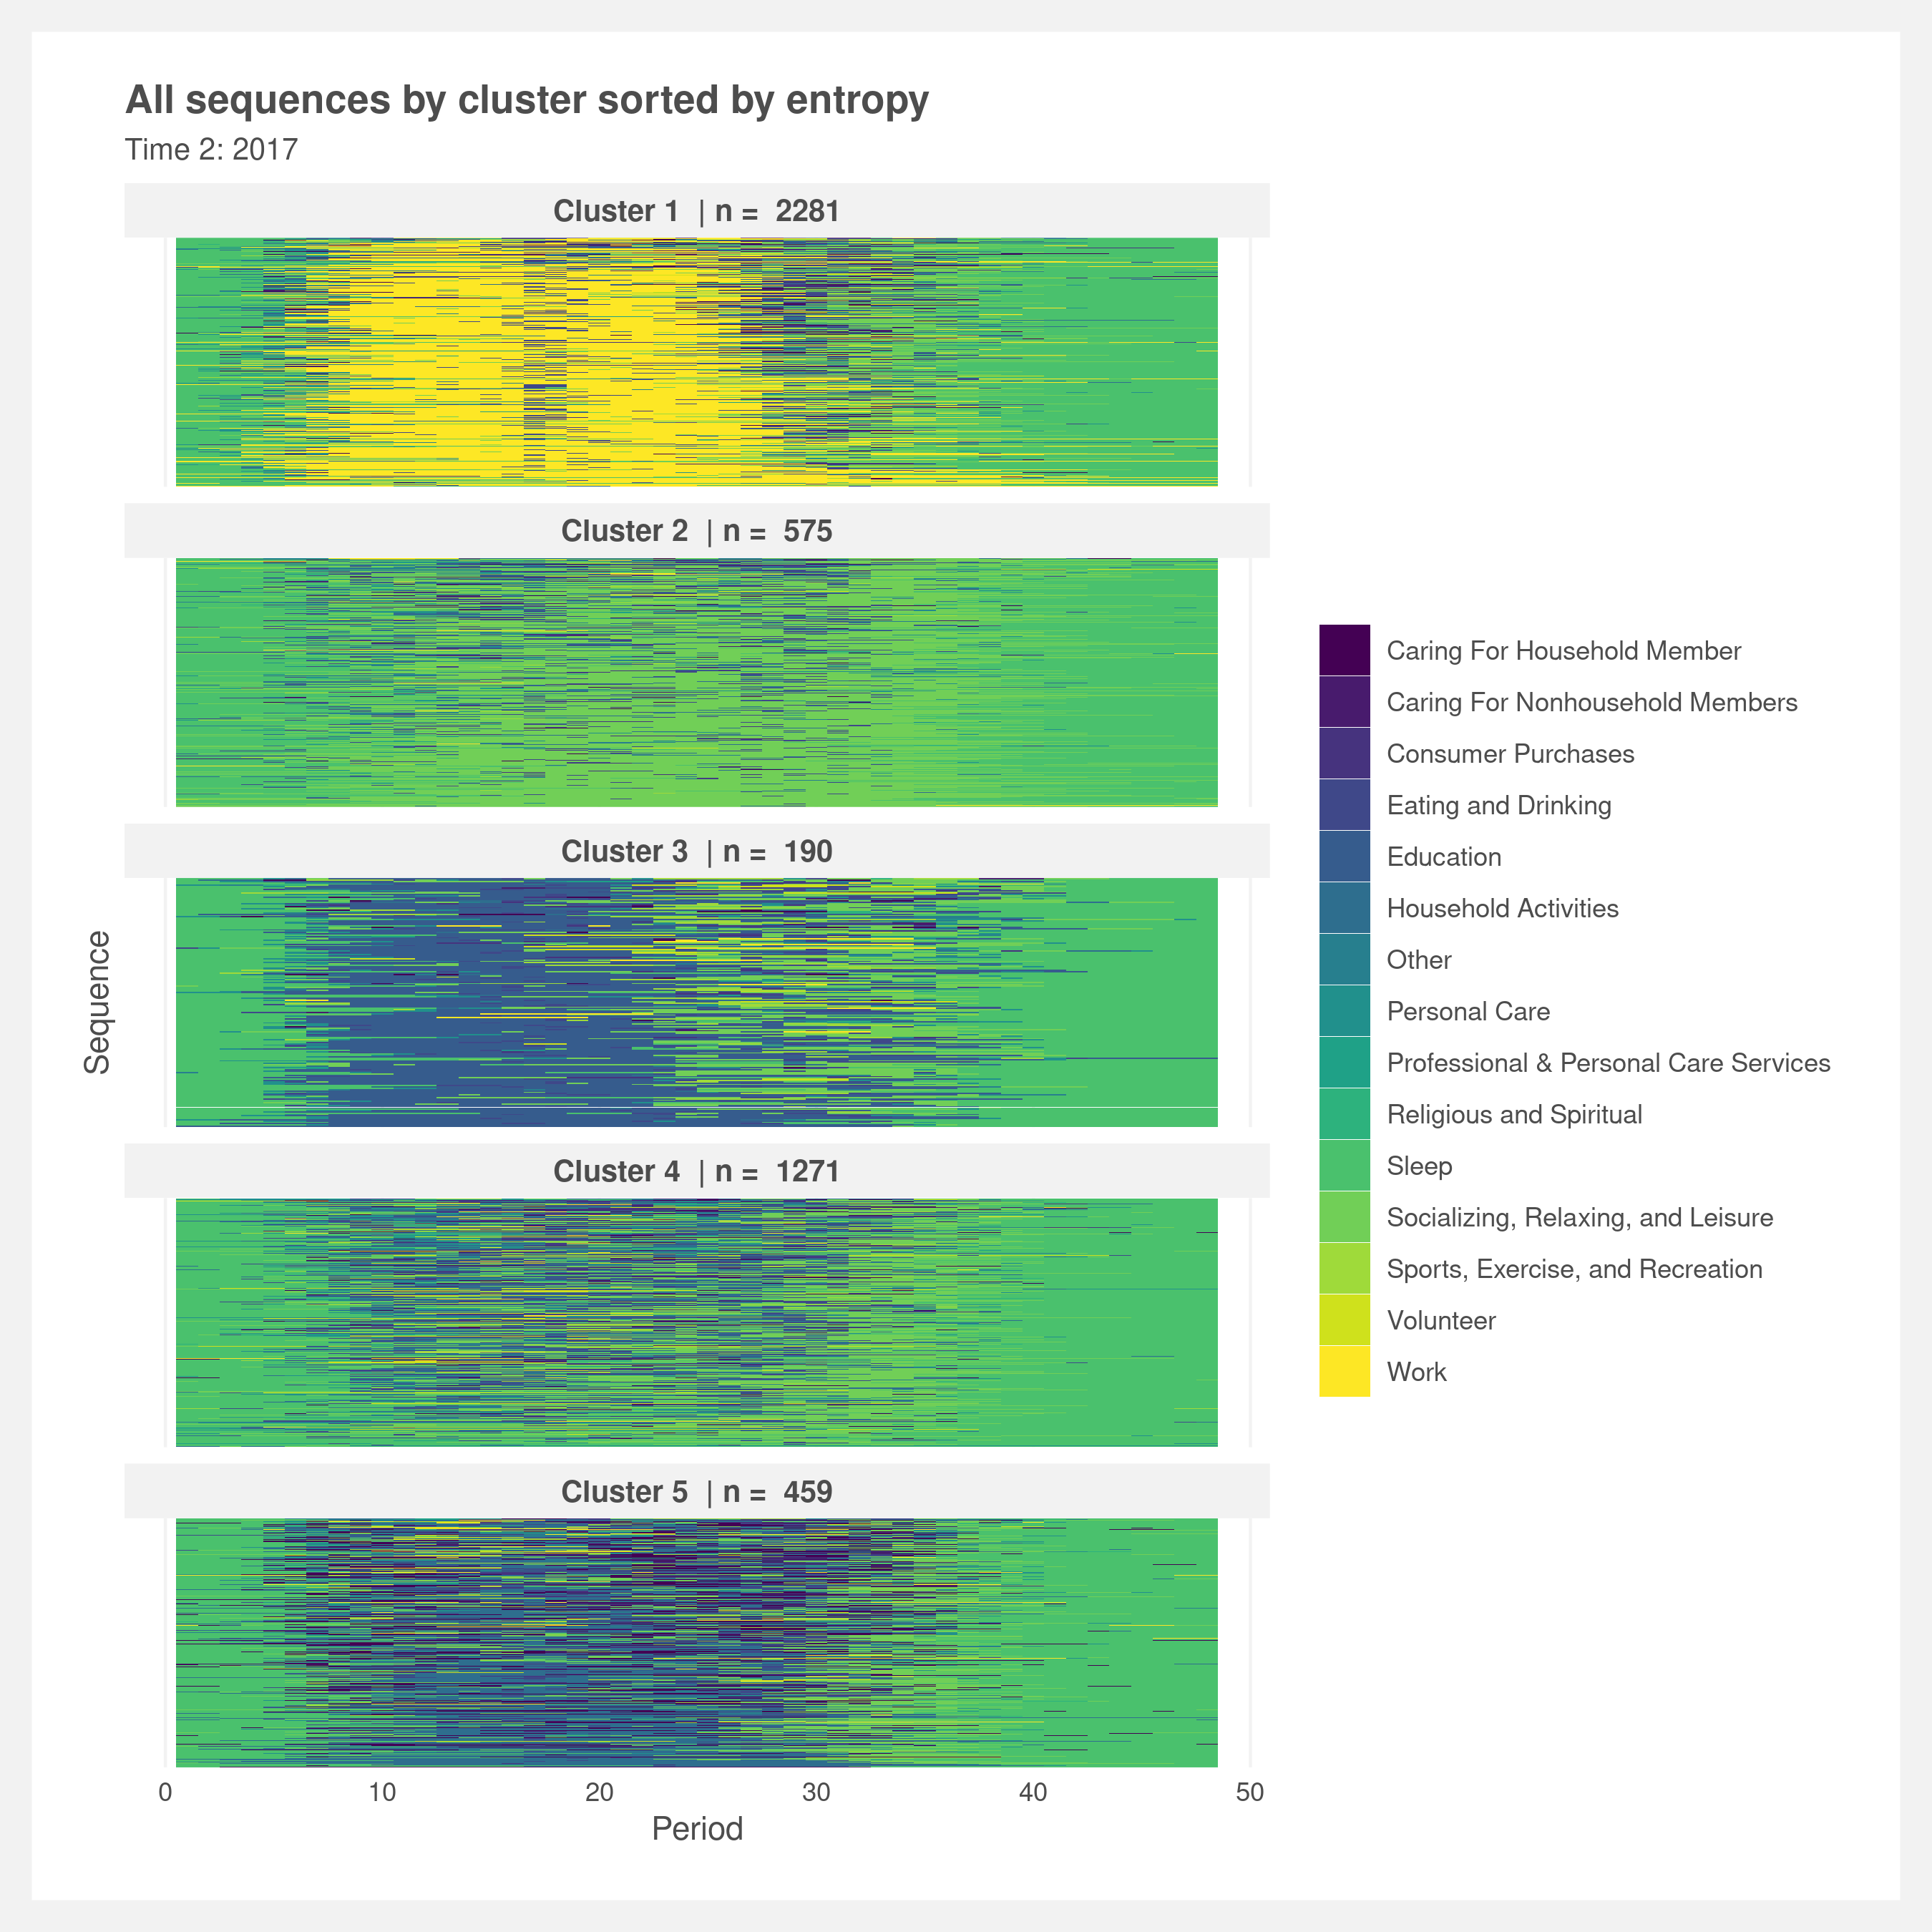 All sequences by cluster sorted by entropy
Time 2: 2017
Cluster 1 | n = 2281
Cluster 2 | n = 575
Cluster 3 | n = 190
Cluster 4 | n = 1271
Cluster 5 | n = 459
Sequence
0 10 20 30 40 50
Period
Caring For Household Member
Caring For Nonhousehold Members
Consumer Purchases
Eating and Drinking
Education
Household Activities
Other
Personal Care
Professional & Personal Care Services
Religious and Spiritual
Sleep
Socializing, Relaxing, and Leisure
Sports, Exercise, and Recreation
Volunteer
Work